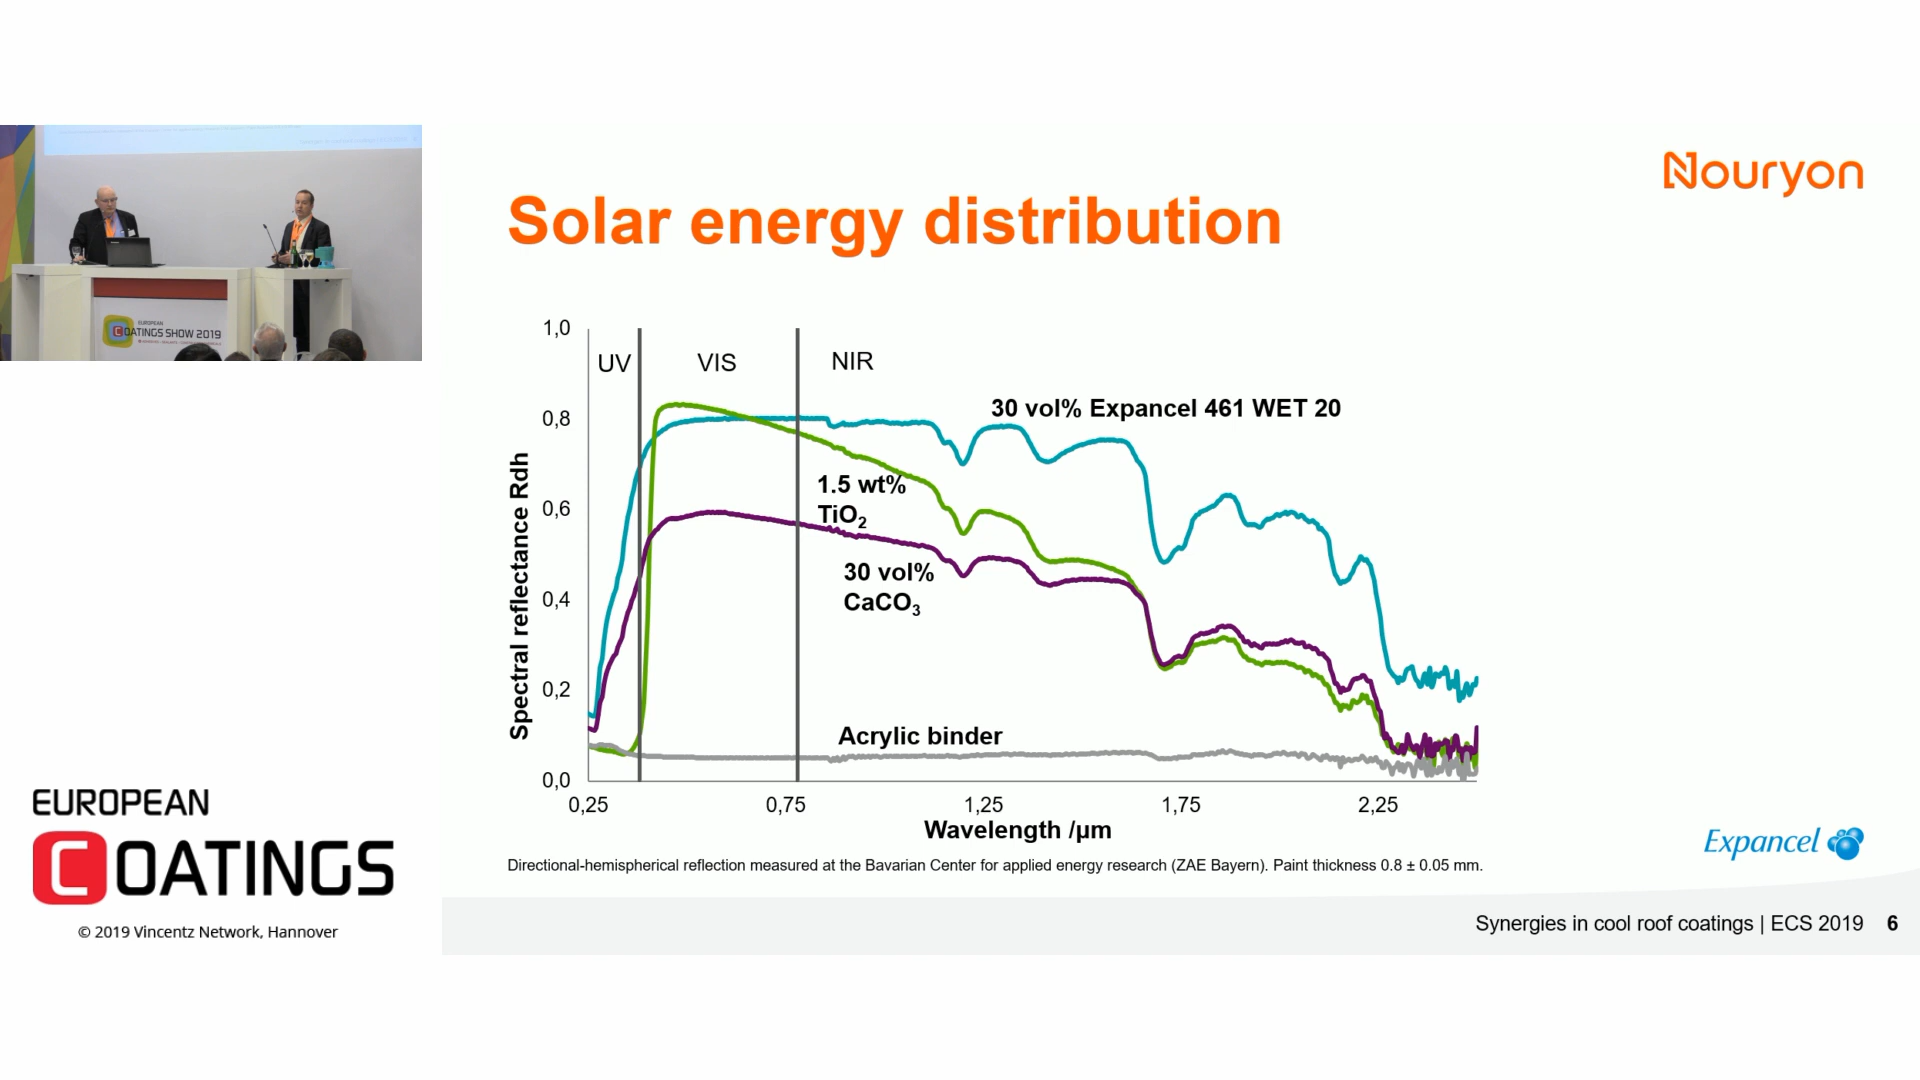 Nouryon
Solar energy distribution
EUROPEAN
COATINGS SHOW 2019
1,0
0,8
0,6
0,4
0,2
0,0
Spectral reflectance Rdh
UV
VIS
NIR
30 vol% Expancel 461 WET 20
1.5 wt%
TiO₂
30 vol%
CaCO₃
Acrylic binder
0,25
0,75
1,25
1,75
2,25
Wavelength /µm
Directional-hemispherical reflection measured at the Bavarian Center for applied energy research (ZAE Bayern). Paint thickness 0.8 ± 0.05 mm.
Expancel
EUROPEAN
COATINGS
© 2019 Vincentz Network, Hannover
Synergies in cool roof coatings | ECS 2019 6